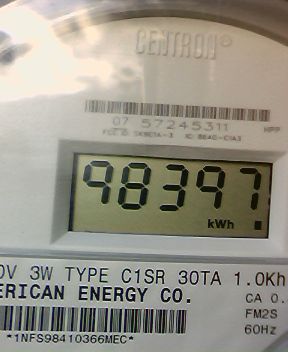 CENTRON®
07 57245311 HPP
98397
kWh
0V 3W TYPE C1SR 30TA 1.0Kh
ERICAN ENERGY CO. CA 0.
FM2S
*1NFS98410366MEC* 60Hz